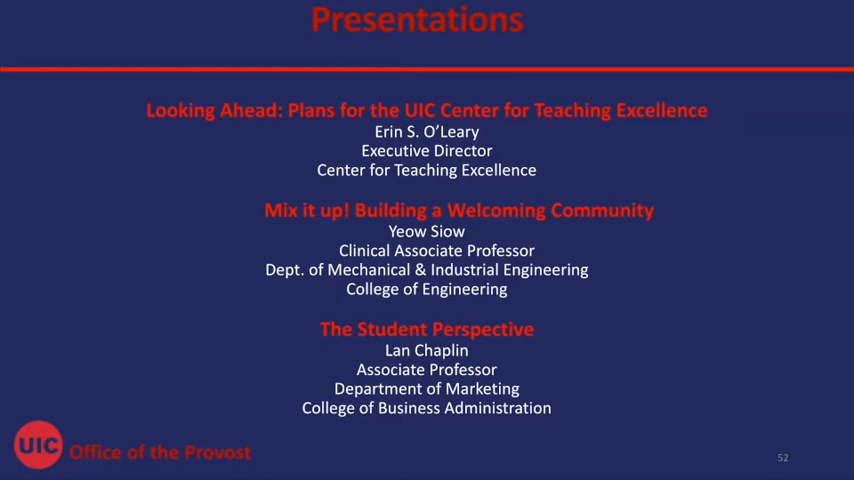 Presentations
Looking Ahead: Plans for the UIC Center for Teaching Excellence
Erin S. O’Leary
Executive Director
Center for Teaching Excellence
Mix it up! Building a Welcoming Community
Yeow Siow
Clinical Associate Professor
Dept. of Mechanical & Industrial Engineering
College of Engineering
The Student Perspective
Lan Chaplin
Associate Professor
Department of Marketing
College of Business Administration
UIC Office of the Provost
52